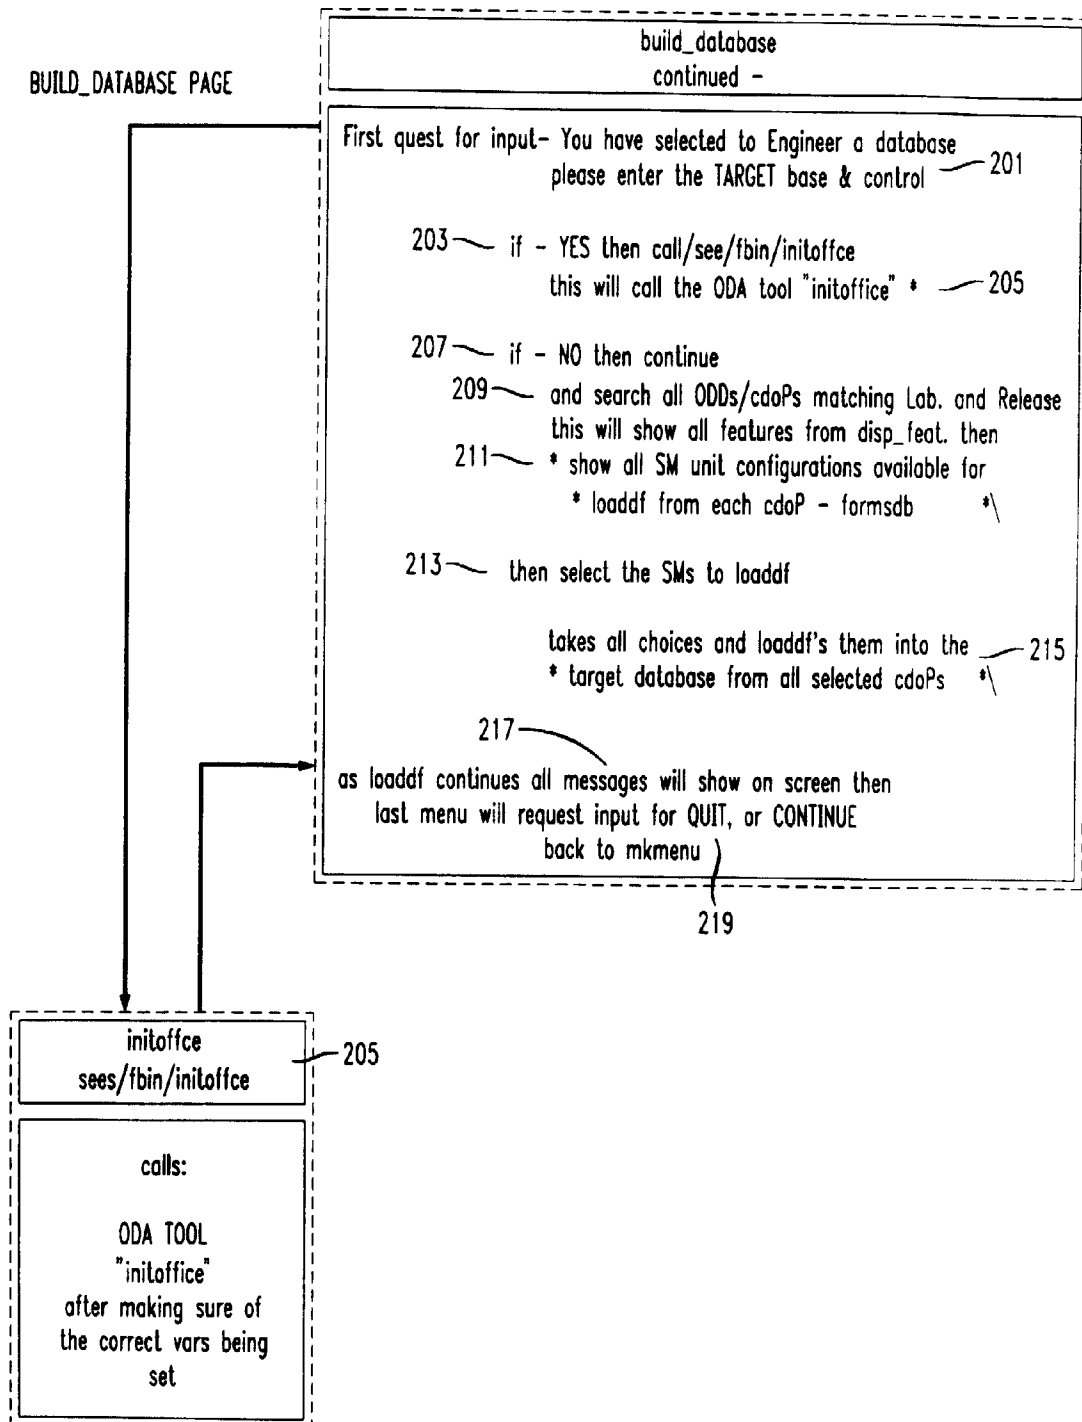 build_database
continued -
BUILD_DATABASE PAGE
First quest for input- You have selected to Engineer a database
please enter the TARGET base & control 201
203 if - YES then call/see/fbin/initoffce
this will call the ODA tool "initoffice" * 205
207 if - NO then continue
209 and search all ODDs/cdoPs matching Lab. and Release
this will show all features from disp_feat. then
211 * show all SM unit configurations available for
* loaddf from each cdoP - formsdb *\
213 then select the SMs to loaddf
takes all choices and loaddf's them into the 215
* target database from all selected cdoPs *\
217
as loaddf continues all messages will show on screen then
last menu will request input for QUIT, or CONTINUE
back to mkmenu
219
initoffce
sees/fbin/initoffce
205
calls:
ODA TOOL
"initoffice"
after making sure of
the correct vars being
set